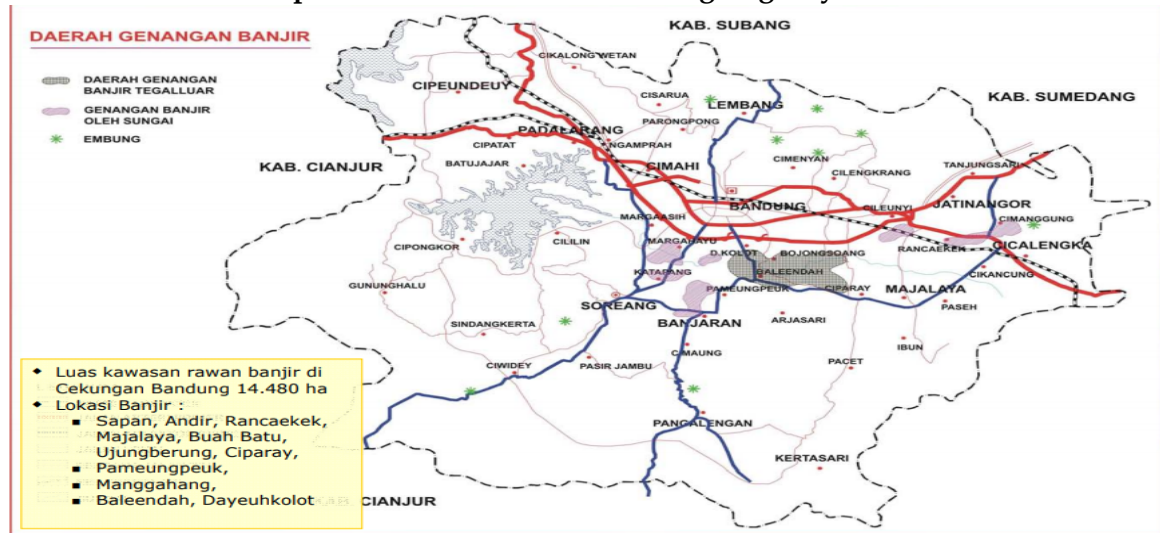 DAERAH GENANGAN BANJIR
DAERAH GENANGAN
BANJIR TEGALLUAR
GENANGAN BANJIR
OLEH SUNGAI
EMBUNG
KAB. SUBANG
KAB. SUMEDANG
KAB. CIANJUR
CIKALONG WETAN
CIPEUNDEUY
CISARUA
LEMBANG
PARONGPONG
PADALARANG
CIPATAT
NGAMPRAH
BATUJAJAR
CIMAHI
CIMENYAN
CILENGKRANG
TANJUNGSARI
BANDUNG
CILEUNYI
JATINANGOR
MARGAASIH
CIMANGGUNG
CIPONGKOR
CILILIN
MARGAHAYU
D.KOLOT
BOJONGSOANG
RANCAEKEK
CICALENGKA
KATAPANG
BALEENDAH
CIKANCUNG
GUNUNGHALU
PAMEUNGPEUK
CIPARAY
MAJALAYA
SOREANG
PASEH
SINDANGKERTA
BANJARAN
ARJASARI
IBUN
CIMAUNG
CIWIDEY
PASIR JAMBU
PACET
PANGALENGAN
KERTASARI
Luas kawasan rawan banjir di
Cekungan Bandung 14.480 ha
Lokasi Banjir :
Sapan, Andir, Rancaekek,
Majalaya, Buah Batu,
Ujungberung, Ciparay,
Pameungpeuk,
Manggahang,
Baleendah, Dayeuhkolot
CIANJUR